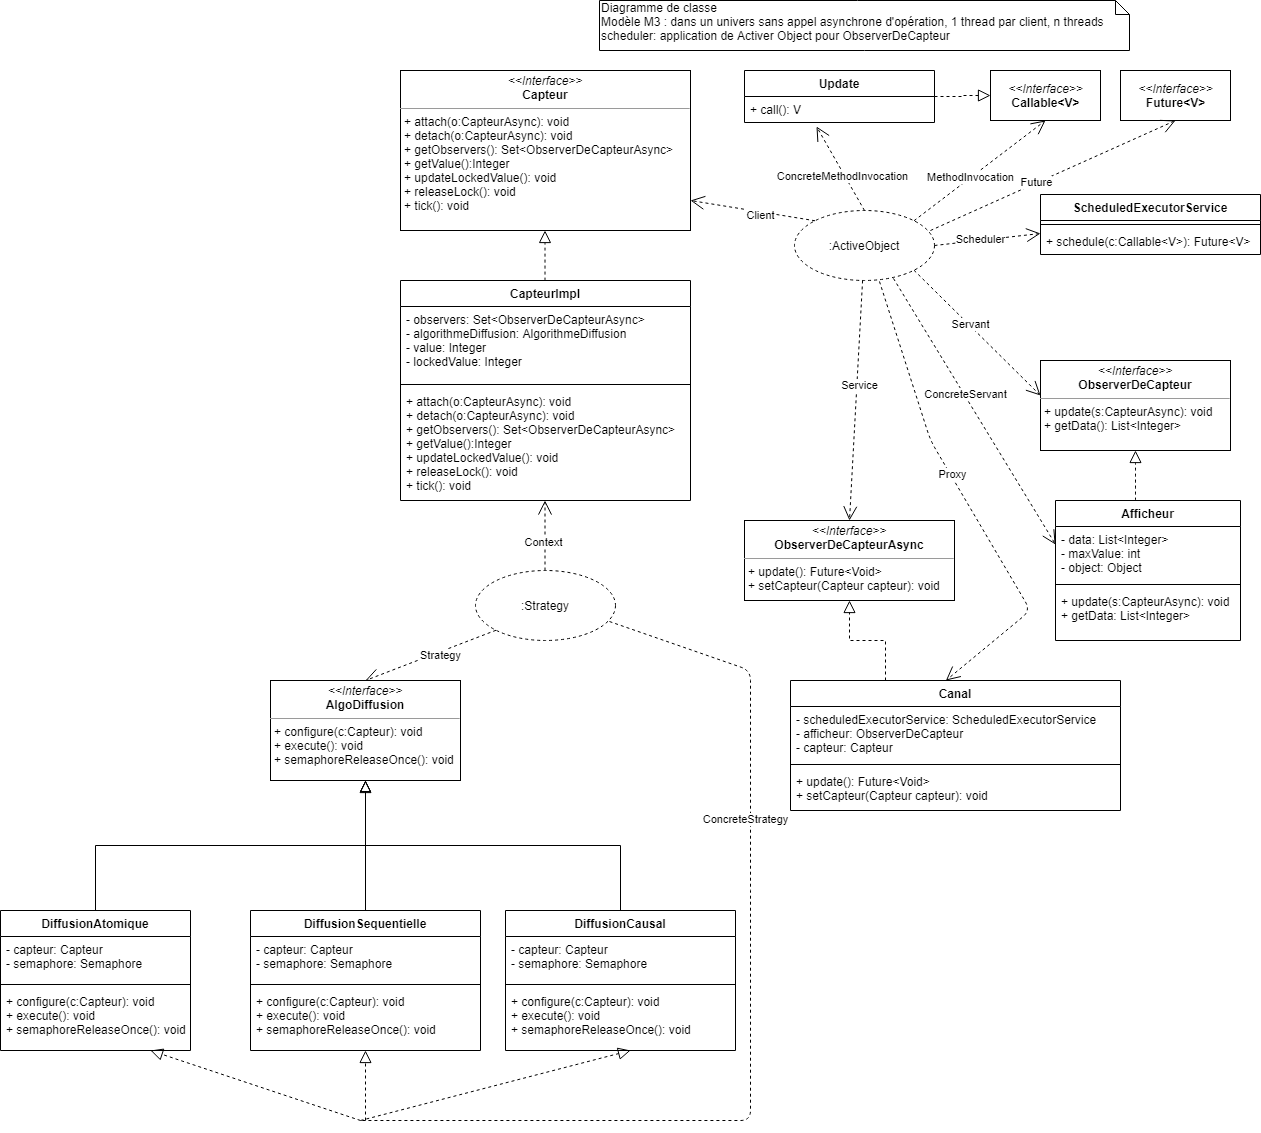 Diagramme de classe
Modèle M3 : dans un univers sans appel asynchrone d'opération, 1 thread par client, n threads
scheduler: application de Activer Object pour ObserverDeCapteur
<<Interface>>
Capteur
+ attach(o:CapteurAsync): void
+ detach(o:CapteurAsync): void
+ getObservers(): Set<ObserverDeCapteurAsync>
+ getValue():Integer
+ updateLockedValue(): void
+ releaseLock(): void
+ tick(): void
Update
+ call(): V
<<Interface>>
Callable<V>
<<Interface>>
Future<V>
ConcreteMethodInvocation
MethodInvocation
Future
Client
:ActiveObject
Scheduler
ScheduledExecutorService
+ schedule(c:Callable<V>): Future<V>
CapteurImpl
- observers: Set<ObserverDeCapteurAsync>
- algorithmeDiffusion: AlgorithmeDiffusion
- value: Integer
- lockedValue: Integer
+ attach(o:CapteurAsync): void
+ detach(o:CapteurAsync): void
+ getObservers(): Set<ObserverDeCapteurAsync>
+ getValue():Integer
+ updateLockedValue(): void
+ releaseLock(): void
+ tick(): void
Servant
Service
ConcreteServant
Proxy
<<Interface>>
ObserverDeCapteur
+ update(s:CapteurAsync): void
+ getData(): List<Integer>
Afficheur
- data: List<Integer>
- maxValue: int
- object: Object
+ update(s:CapteurAsync): void
+ getData: List<Integer>
<<Interface>>
ObserverDeCapteurAsync
+ update(): Future<Void>
+ setCapteur(Capteur capteur): void
Context
:Strategy
Strategy
<<Interface>>
AlgoDiffusion
+ configure(c:Capteur): void
+ execute(): void
+ semaphoreReleaseOnce(): void
Canal
- scheduledExecutorService: ScheduledExecutorService
- afficheur: ObserverDeCapteur
- capteur: Capteur
+ update(): Future<Void>
+ setCapteur(Capteur capteur): void
ConcreteStrategy
DiffusionAtomique
- capteur: Capteur
- semaphore: Semaphore
+ configure(c:Capteur): void
+ execute(): void
+ semaphoreReleaseOnce(): void
DiffusionSequentielle
- capteur: Capteur
- semaphore: Semaphore
+ configure(c:Capteur): void
+ execute(): void
+ semaphoreReleaseOnce(): void
DiffusionCausal
- capteur: Capteur
- semaphore: Semaphore
+ configure(c:Capteur): void
+ execute(): void
+ semaphoreReleaseOnce(): void